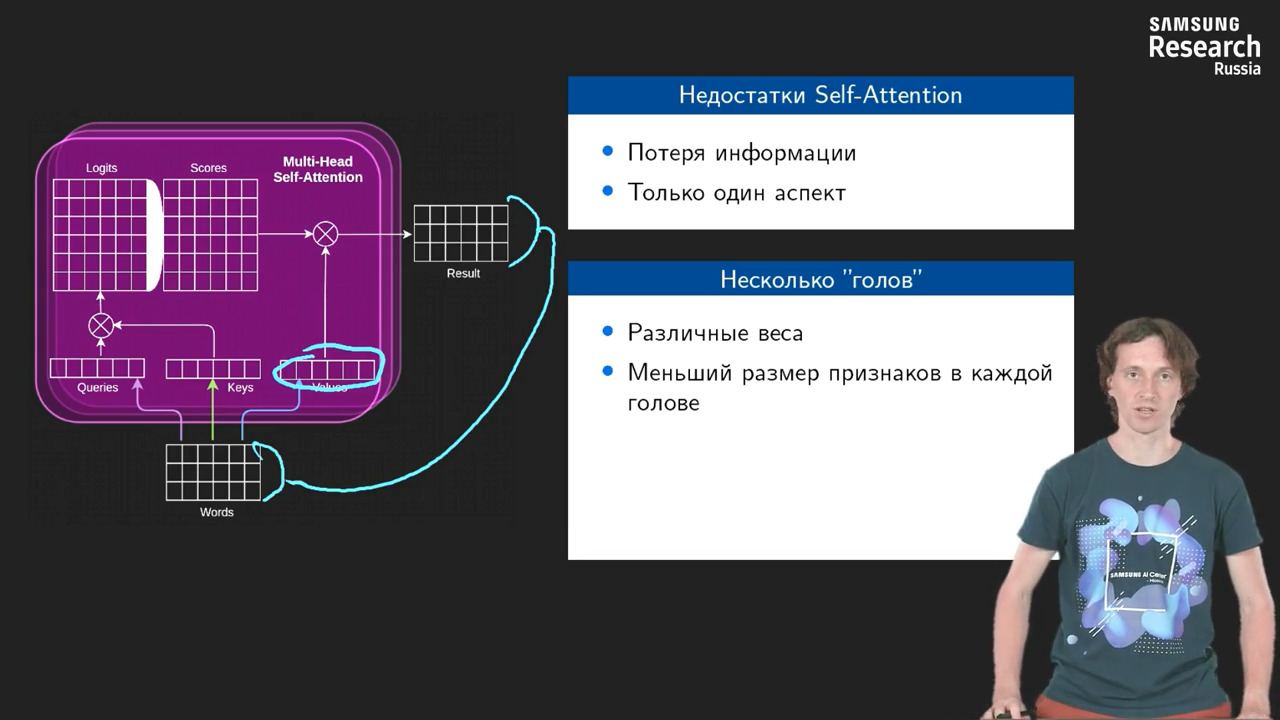 SAMSUNG
Research
Russia
Недостатки Self-Attention
Потеря информации
Только один аспект
Несколько "голов"
Различные веса
Меньший размер признаков в каждой
голове
Multi-Head
Self-Attention
Logits
Scores
Result
Queries
Keys
Values
Words
SAMSUNG AI Center